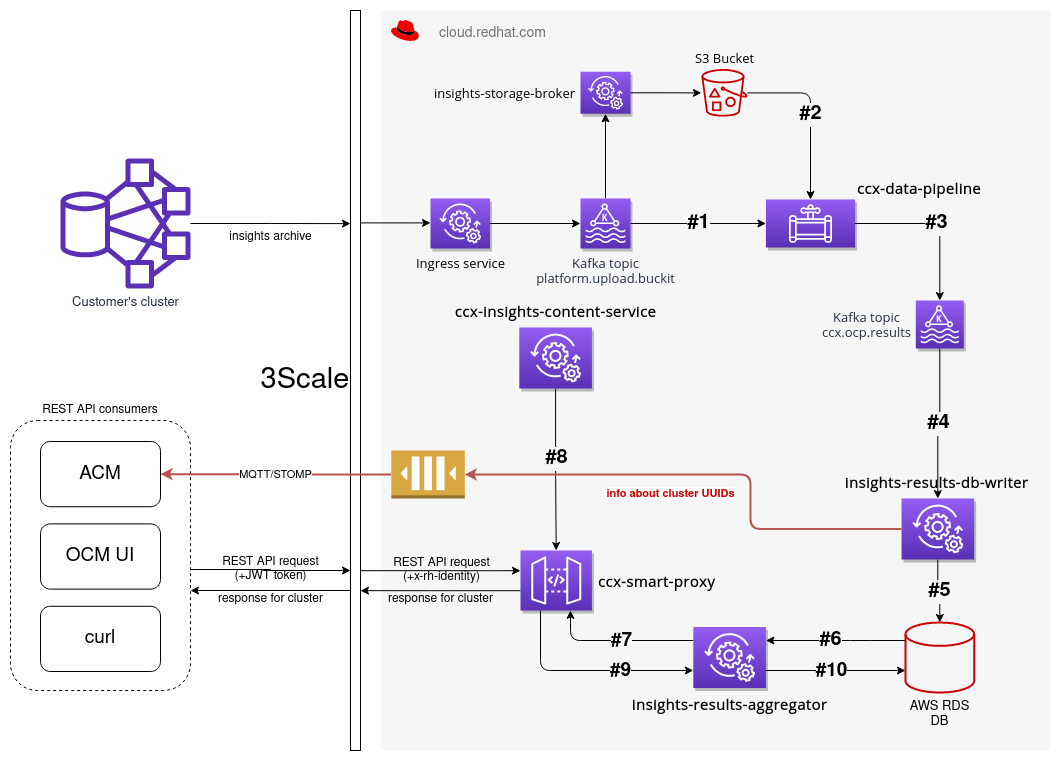 cloud.redhat.com
S3 Bucket
insights-storage-broker
#2
ccx-data-pipeline
#1
#3
insights archive
Ingress service
Kafka topic
platform.upload.buckit
Customer's cluster
ccx-insights-content-service
Kafka topic
ccx.ocp.results
3Scale
REST API consumers
#4
#8
ACM
MQTT/STOMP
info about cluster UUIDs
insights-results-db-writer
OCM UI
REST API request
(+JWT token)
response for cluster
REST API request
(+x-rh-identity)
response for cluster
ccx-smart-proxy
#5
curl
#7
#6
#9
#10
insights-results-aggregator
AWS RDS
DB
K
K